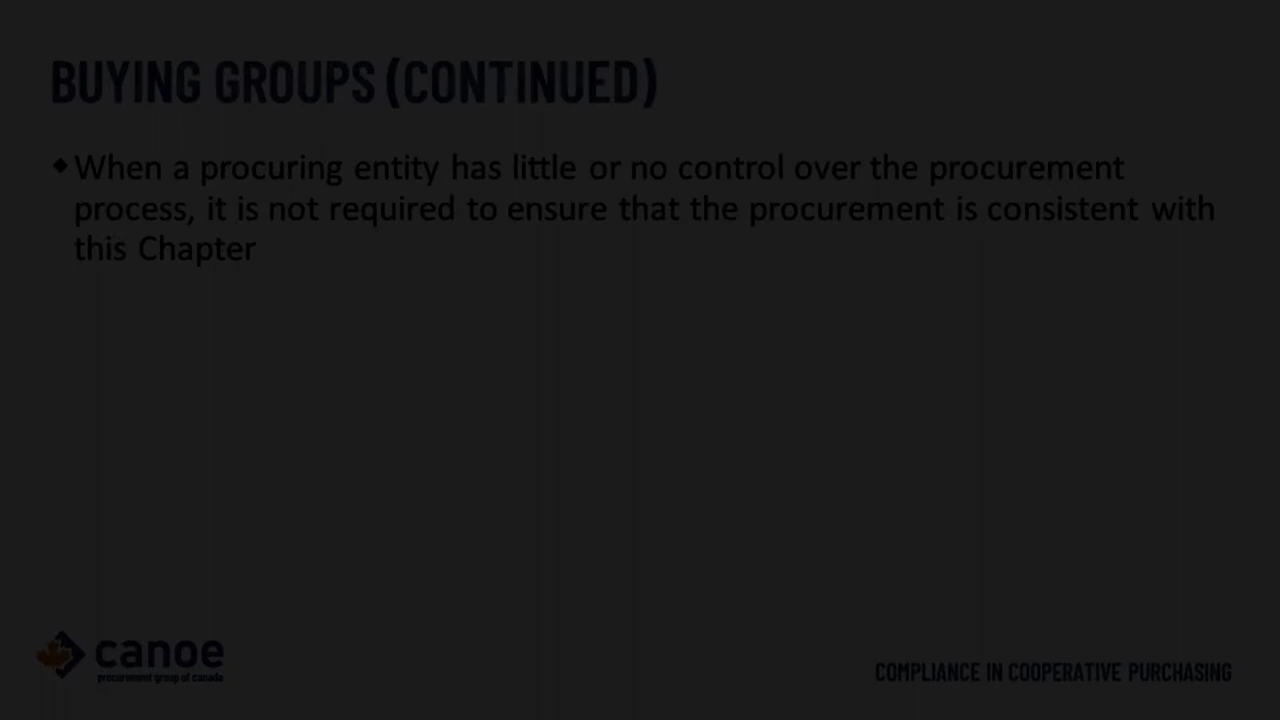 BUYING GROUPS (CONTINUED)
◆ When a procuring entity has little or no control over the procurement
process, it is not required to ensure that the procurement is consistent with
this Chapter
canoe
procurement group of canada
COMPLIANCE IN COOPERATIVE PURCHASING